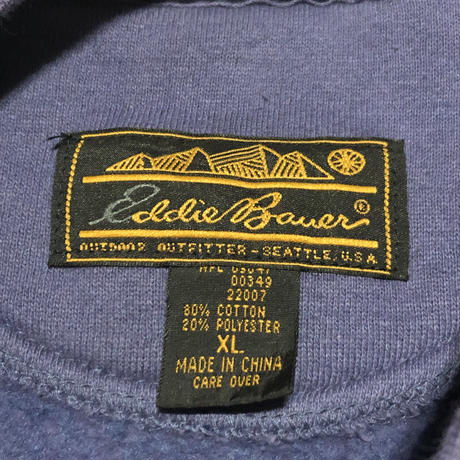 Eddie Bauer ®
OUTDOOR OUTFITTER - SEATTLE, U.S.A.
00349
22007
80% COTTON
20% POLYESTER
XL
MADE IN CHINA
CARE OVER